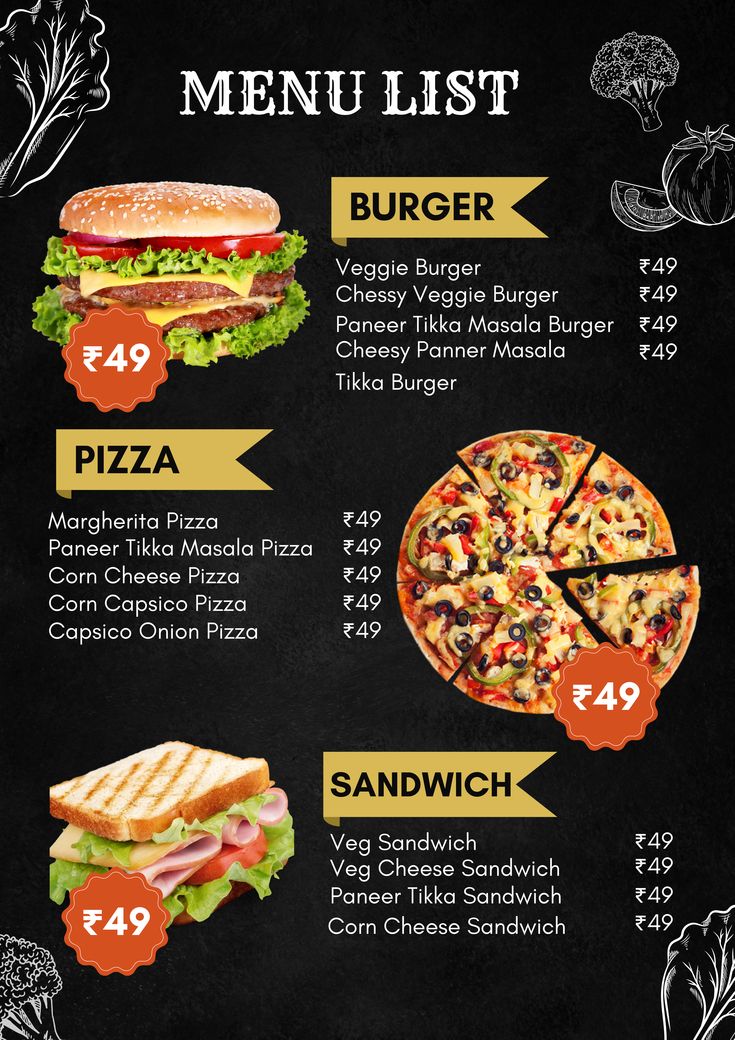 MENU LIST
BURGER
Veggie Burger ₹49
Chessy Veggie Burger ₹49
Paneer Tikka Masala Burger ₹49
Cheesy Panner Masala ₹49
Tikka Burger
₹49
PIZZA
Margherita Pizza ₹49
Paneer Tikka Masala Pizza ₹49
Corn Cheese Pizza ₹49
Corn Capsico Pizza ₹49
Capsico Onion Pizza ₹49
₹49
SANDWICH
Veg Sandwich ₹49
Veg Cheese Sandwich ₹49
Paneer Tikka Sandwich ₹49
Corn Cheese Sandwich ₹49
₹49